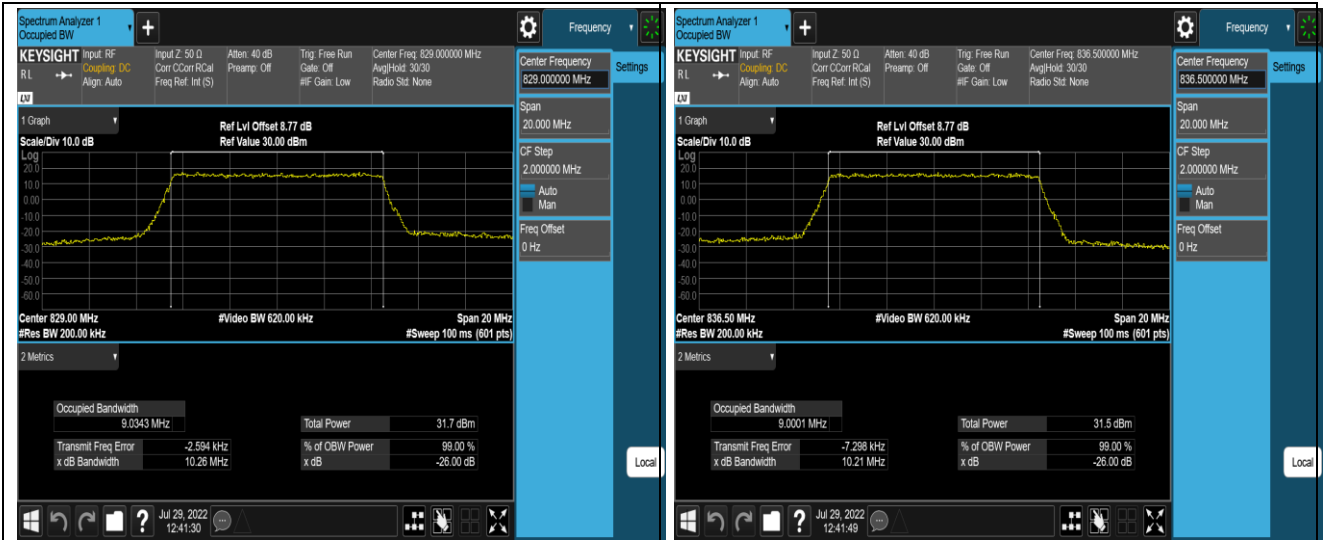 Spectrum Analyzer 1
Occupied BW
+
Frequency
KEYSIGHT
Input: RF
Input Z: 50 Ω
Atten: 40 dB
Trig: Free Run
Center Freq: 829.000000 MHz
RL
Coupling: DC
Corr CCorr RCal
Preamp: Off
Gate: Off
Avg|Hold: 30/30
Align: Auto
Freq Ref: Int (S)
#IF Gain: Low
Radio Std: None
LXI
Center Frequency
829.000000 MHz
Settings
Span
20.000 MHz
CF Step
2.000000 MHz
Auto
Man
Freq Offset
0 Hz
Local
1 Graph
Ref Lvl Offset 8.77 dB
Scale/Div 10.0 dB
Ref Value 30.00 dBm
Log
20.0
10.0
0.00
-10.0
-20.0
-30.0
-40.0
-50.0
-60.0
Center 829.00 MHz
#Video BW 620.00 kHz
Span 20 MHz
#Res BW 200.00 kHz
#Sweep 100 ms (601 pts)
2 Metrics
Occupied Bandwidth
9.0343 MHz
Total Power 31.7 dBm
Transmit Freq Error -2.594 kHz
% of OBW Power 99.00 %
x dB Bandwidth 10.26 MHz
x dB -26.00 dB
?
Jul 29, 2022
12:41:30
Spectrum Analyzer 1
Occupied BW
+
Frequency
KEYSIGHT
Input: RF
Input Z: 50 Ω
Atten: 40 dB
Trig: Free Run
Center Freq: 836.500000 MHz
RL
Coupling: DC
Corr CCorr RCal
Preamp: Off
Gate: Off
Avg|Hold: 30/30
Align: Auto
Freq Ref: Int (S)
#IF Gain: Low
Radio Std: None
LXI
Center Frequency
836.500000 MHz
Settings
Span
20.000 MHz
CF Step
2.000000 MHz
Auto
Man
Freq Offset
0 Hz
Local
1 Graph
Ref Lvl Offset 8.77 dB
Scale/Div 10.0 dB
Ref Value 30.00 dBm
Log
20.0
10.0
0.00
-10.0
-20.0
-30.0
-40.0
-50.0
-60.0
Center 836.50 MHz
#Video BW 620.00 kHz
Span 20 MHz
#Res BW 200.00 kHz
#Sweep 100 ms (601 pts)
2 Metrics
Occupied Bandwidth
9.0001 MHz
Total Power 31.5 dBm
Transmit Freq Error -7.298 kHz
% of OBW Power 99.00 %
x dB Bandwidth 10.21 MHz
x dB -26.00 dB
?
Jul 29, 2022
12:41:49